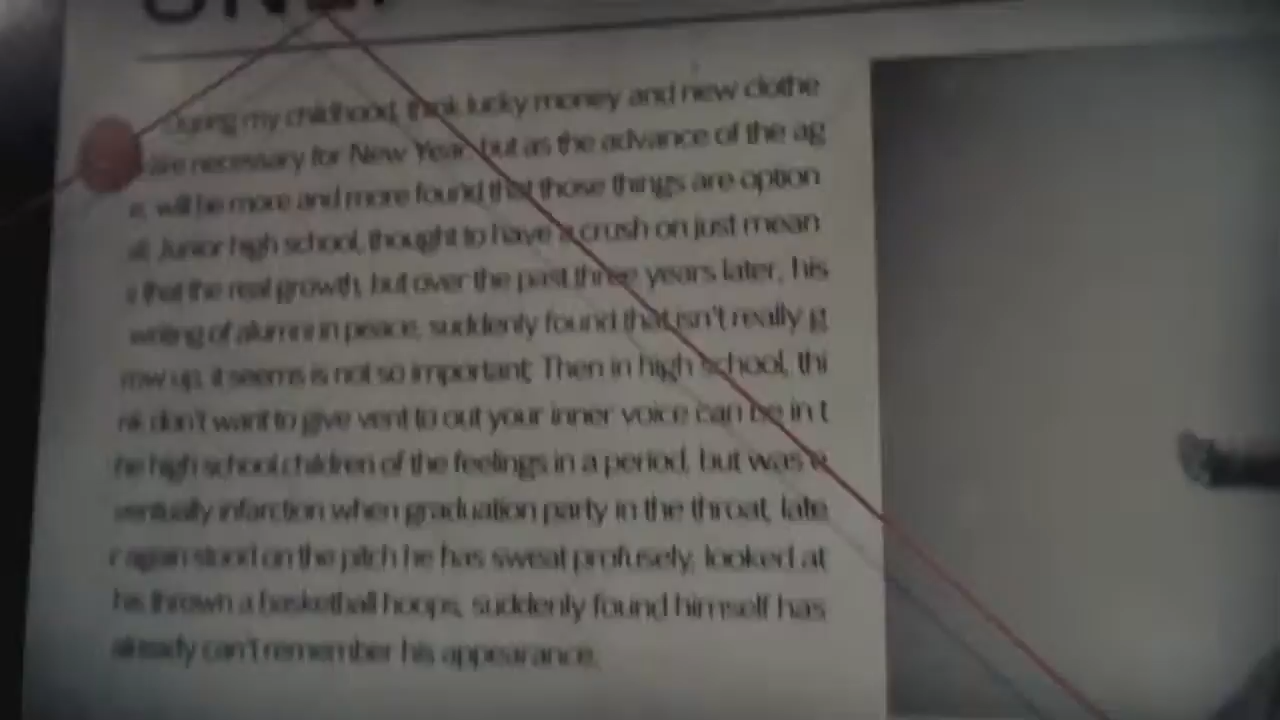 During my childhood, think lucky money and new clothe
s are necessary for New Year, but as the advance of the ag
e, will be more and more found that those things are option
al; Junior high school, thought to have a crush on just mean
s that the real growth, but over the past three years later, his
writing of alumni in peace, suddenly found that isn't really g
row up, it seems is not so important; Then in high school, thi
nk don't want to give vent to out your inner voice can be in t
he high school children of the feelings in a period, but was e
ventually infarction when graduation party in the throat, late
r again stood on the pitch he has sweat profusely, looked at
his thrown a basketball hoops, suddenly found himself has
already can't remember his appearance.